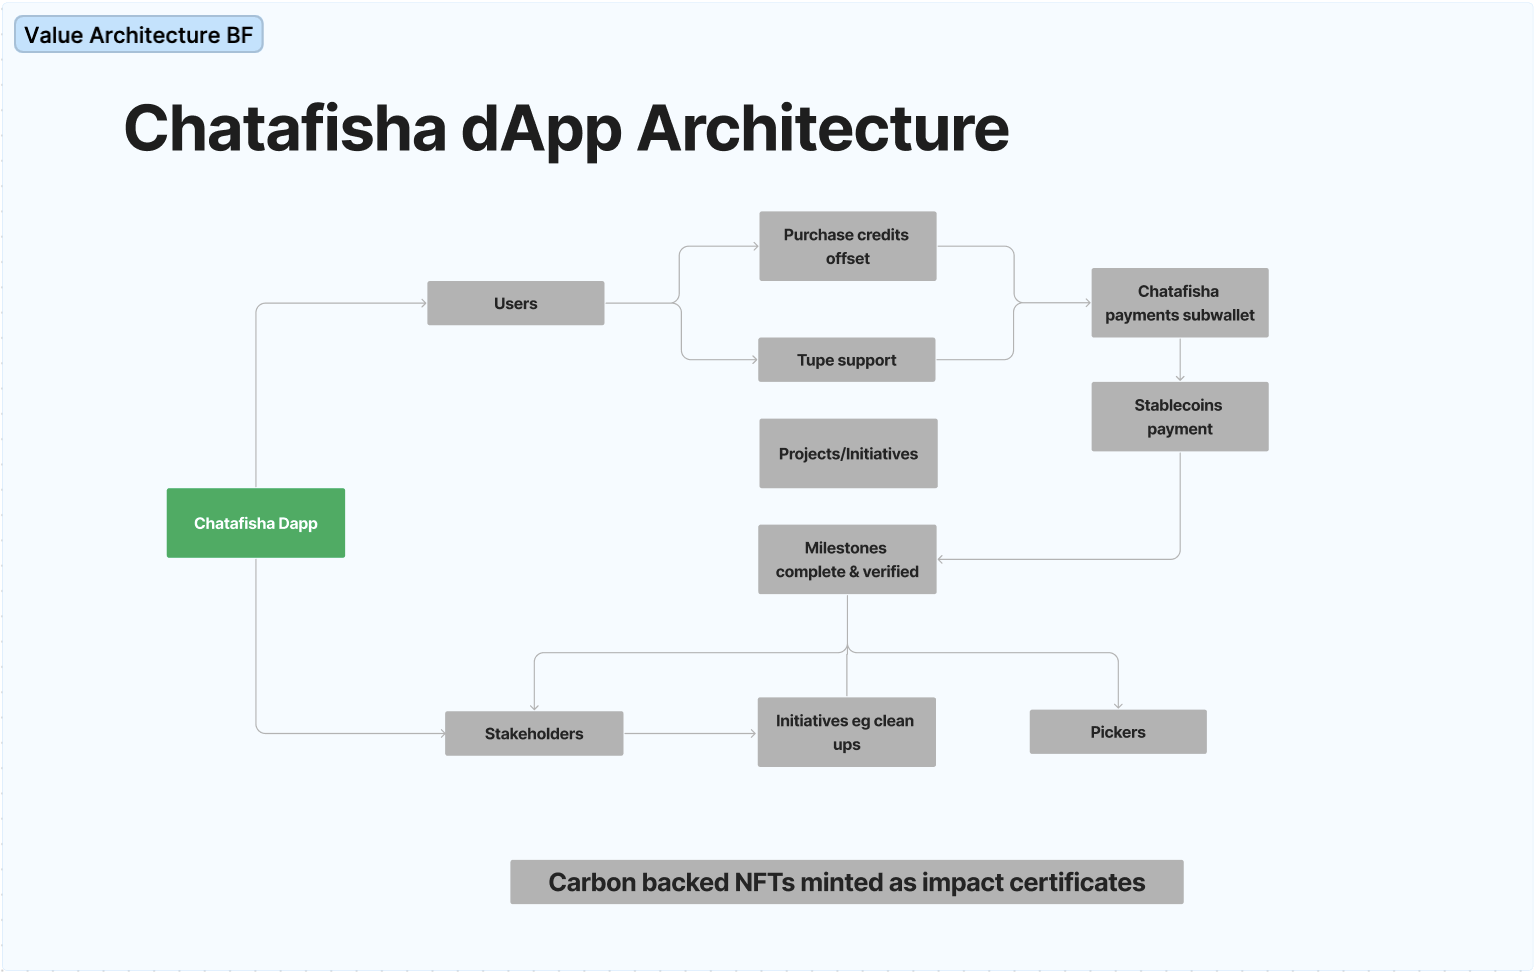 Value Architecture BF
Chatafisha dApp Architecture
Purchase credits
offset
Users
Chatafisha
payments subwallet
Tupe support
Stablecoins
payment
Projects/Initiatives
Chatafisha Dapp
Milestones
complete & verified
Stakeholders
Initiatives eg clean
ups
Pickers
Carbon backed NFTs minted as impact certificates